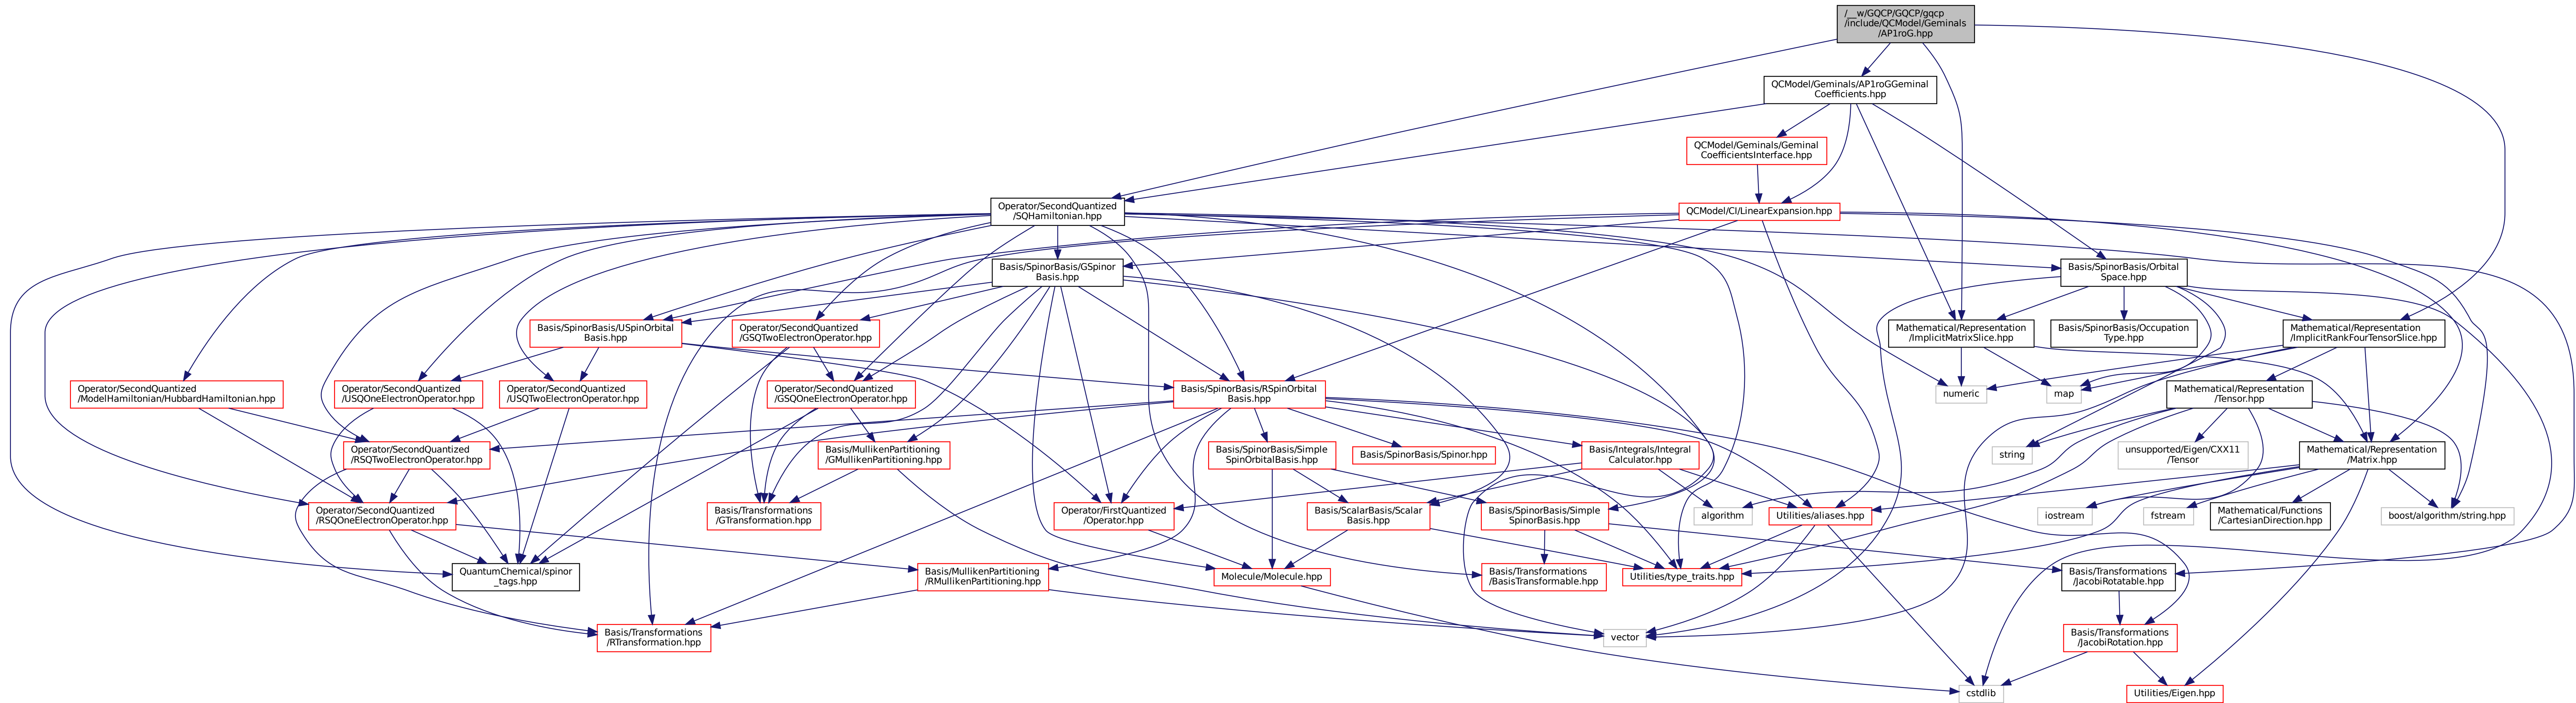 /__w/GQCP/GQCP/gqcp
/include/QCModel/Geminals
/AP1roG.hpp
QCModel/Geminals/AP1roGGeminal
Coefficients.hpp
QCModel/Geminals/Geminal
CoefficientsInterface.hpp
Operator/SecondQuantized
/SQHamiltonian.hpp
QCModel/CI/LinearExpansion.hpp
Basis/SpinorBasis/GSpinor
Basis.hpp
Basis/SpinorBasis/Orbital
Space.hpp
Basis/SpinorBasis/USpinOrbital
Basis.hpp
Operator/SecondQuantized
/GSQTwoElectronOperator.hpp
Mathematical/Representation
/ImplicitMatrixSlice.hpp
Basis/SpinorBasis/Occupation
Type.hpp
Mathematical/Representation
/ImplicitRankFourTensorSlice.hpp
Operator/SecondQuantized
/ModelHamiltonian/HubbardHamiltonian.hpp
Operator/SecondQuantized
/USQOneElectronOperator.hpp
Operator/SecondQuantized
/USQTwoElectronOperator.hpp
Operator/SecondQuantized
/GSQOneElectronOperator.hpp
Basis/SpinorBasis/RSpinOrbital
Basis.hpp
numeric
map
Mathematical/Representation
/Tensor.hpp
Operator/SecondQuantized
/RSQTwoElectronOperator.hpp
Basis/MullikenPartitioning
/GMullikenPartitioning.hpp
Basis/SpinorBasis/Simple
SpinOrbitalBasis.hpp
Basis/SpinorBasis/Spinor.hpp
Basis/Integrals/Integral
Calculator.hpp
string
unsupported/Eigen/CXX11
/Tensor
Mathematical/Representation
/Matrix.hpp
Operator/SecondQuantized
/RSQOneElectronOperator.hpp
Basis/Transformations
/GTransformation.hpp
Operator/FirstQuantized
/Operator.hpp
Basis/ScalarBasis/Scalar
Basis.hpp
Basis/SpinorBasis/Simple
SpinorBasis.hpp
algorithm
Utilities/aliases.hpp
iostream
fstream
Mathematical/Functions
/CartesianDirection.hpp
boost/algorithm/string.hpp
QuantumChemical/spinor
_tags.hpp
Basis/MullikenPartitioning
/RMullikenPartitioning.hpp
Molecule/Molecule.hpp
Basis/Transformations
/BasisTransformable.hpp
Utilities/type_traits.hpp
Basis/Transformations
/JacobiRotatable.hpp
Basis/Transformations
/RTransformation.hpp
vector
Basis/Transformations
/JacobiRotation.hpp
cstdlib
Utilities/Eigen.hpp